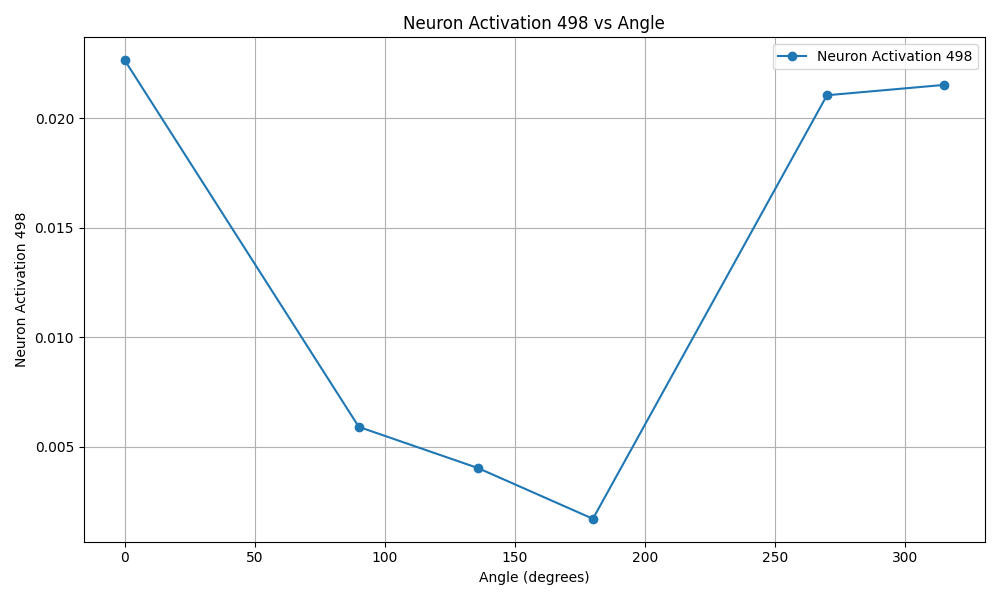 Neuron Activation 498 vs Angle
Neuron Activation 498
0.020
0.015
0.010
0.005
Neuron Activation 498
0 50 100 150 200 250 300
Angle (degrees)